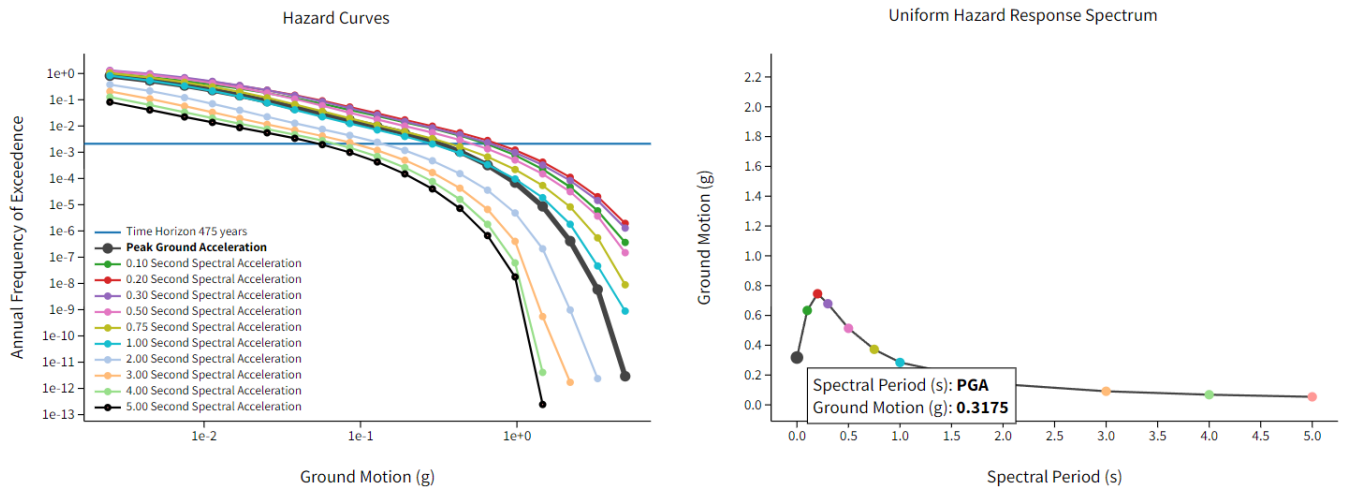 Hazard Curves
Annual Frequency of Exceedence
1e+0
1e-1
1e-2
1e-3
1e-4
1e-5
1e-6
1e-7
1e-8
1e-9
1e-10
1e-11
1e-12
1e-13
Time Horizon 475 years
Peak Ground Acceleration
0.10 Second Spectral Acceleration
0.20 Second Spectral Acceleration
0.30 Second Spectral Acceleration
0.50 Second Spectral Acceleration
0.75 Second Spectral Acceleration
1.00 Second Spectral Acceleration
2.00 Second Spectral Acceleration
3.00 Second Spectral Acceleration
4.00 Second Spectral Acceleration
5.00 Second Spectral Acceleration
1e-2 1e-1 1e+0
Ground Motion (g)
Uniform Hazard Response Spectrum
Ground Motion (g)
2.2
2.0
1.8
1.6
1.4
1.2
1.0
0.8
0.6
0.4
0.2
0.0
Spectral Period (s): PGA
Ground Motion (g): 0.3175
0.0 0.5 1.0 1.5 2.0 2.5 3.0 3.5 4.0 4.5 5.0
Spectral Period (s)